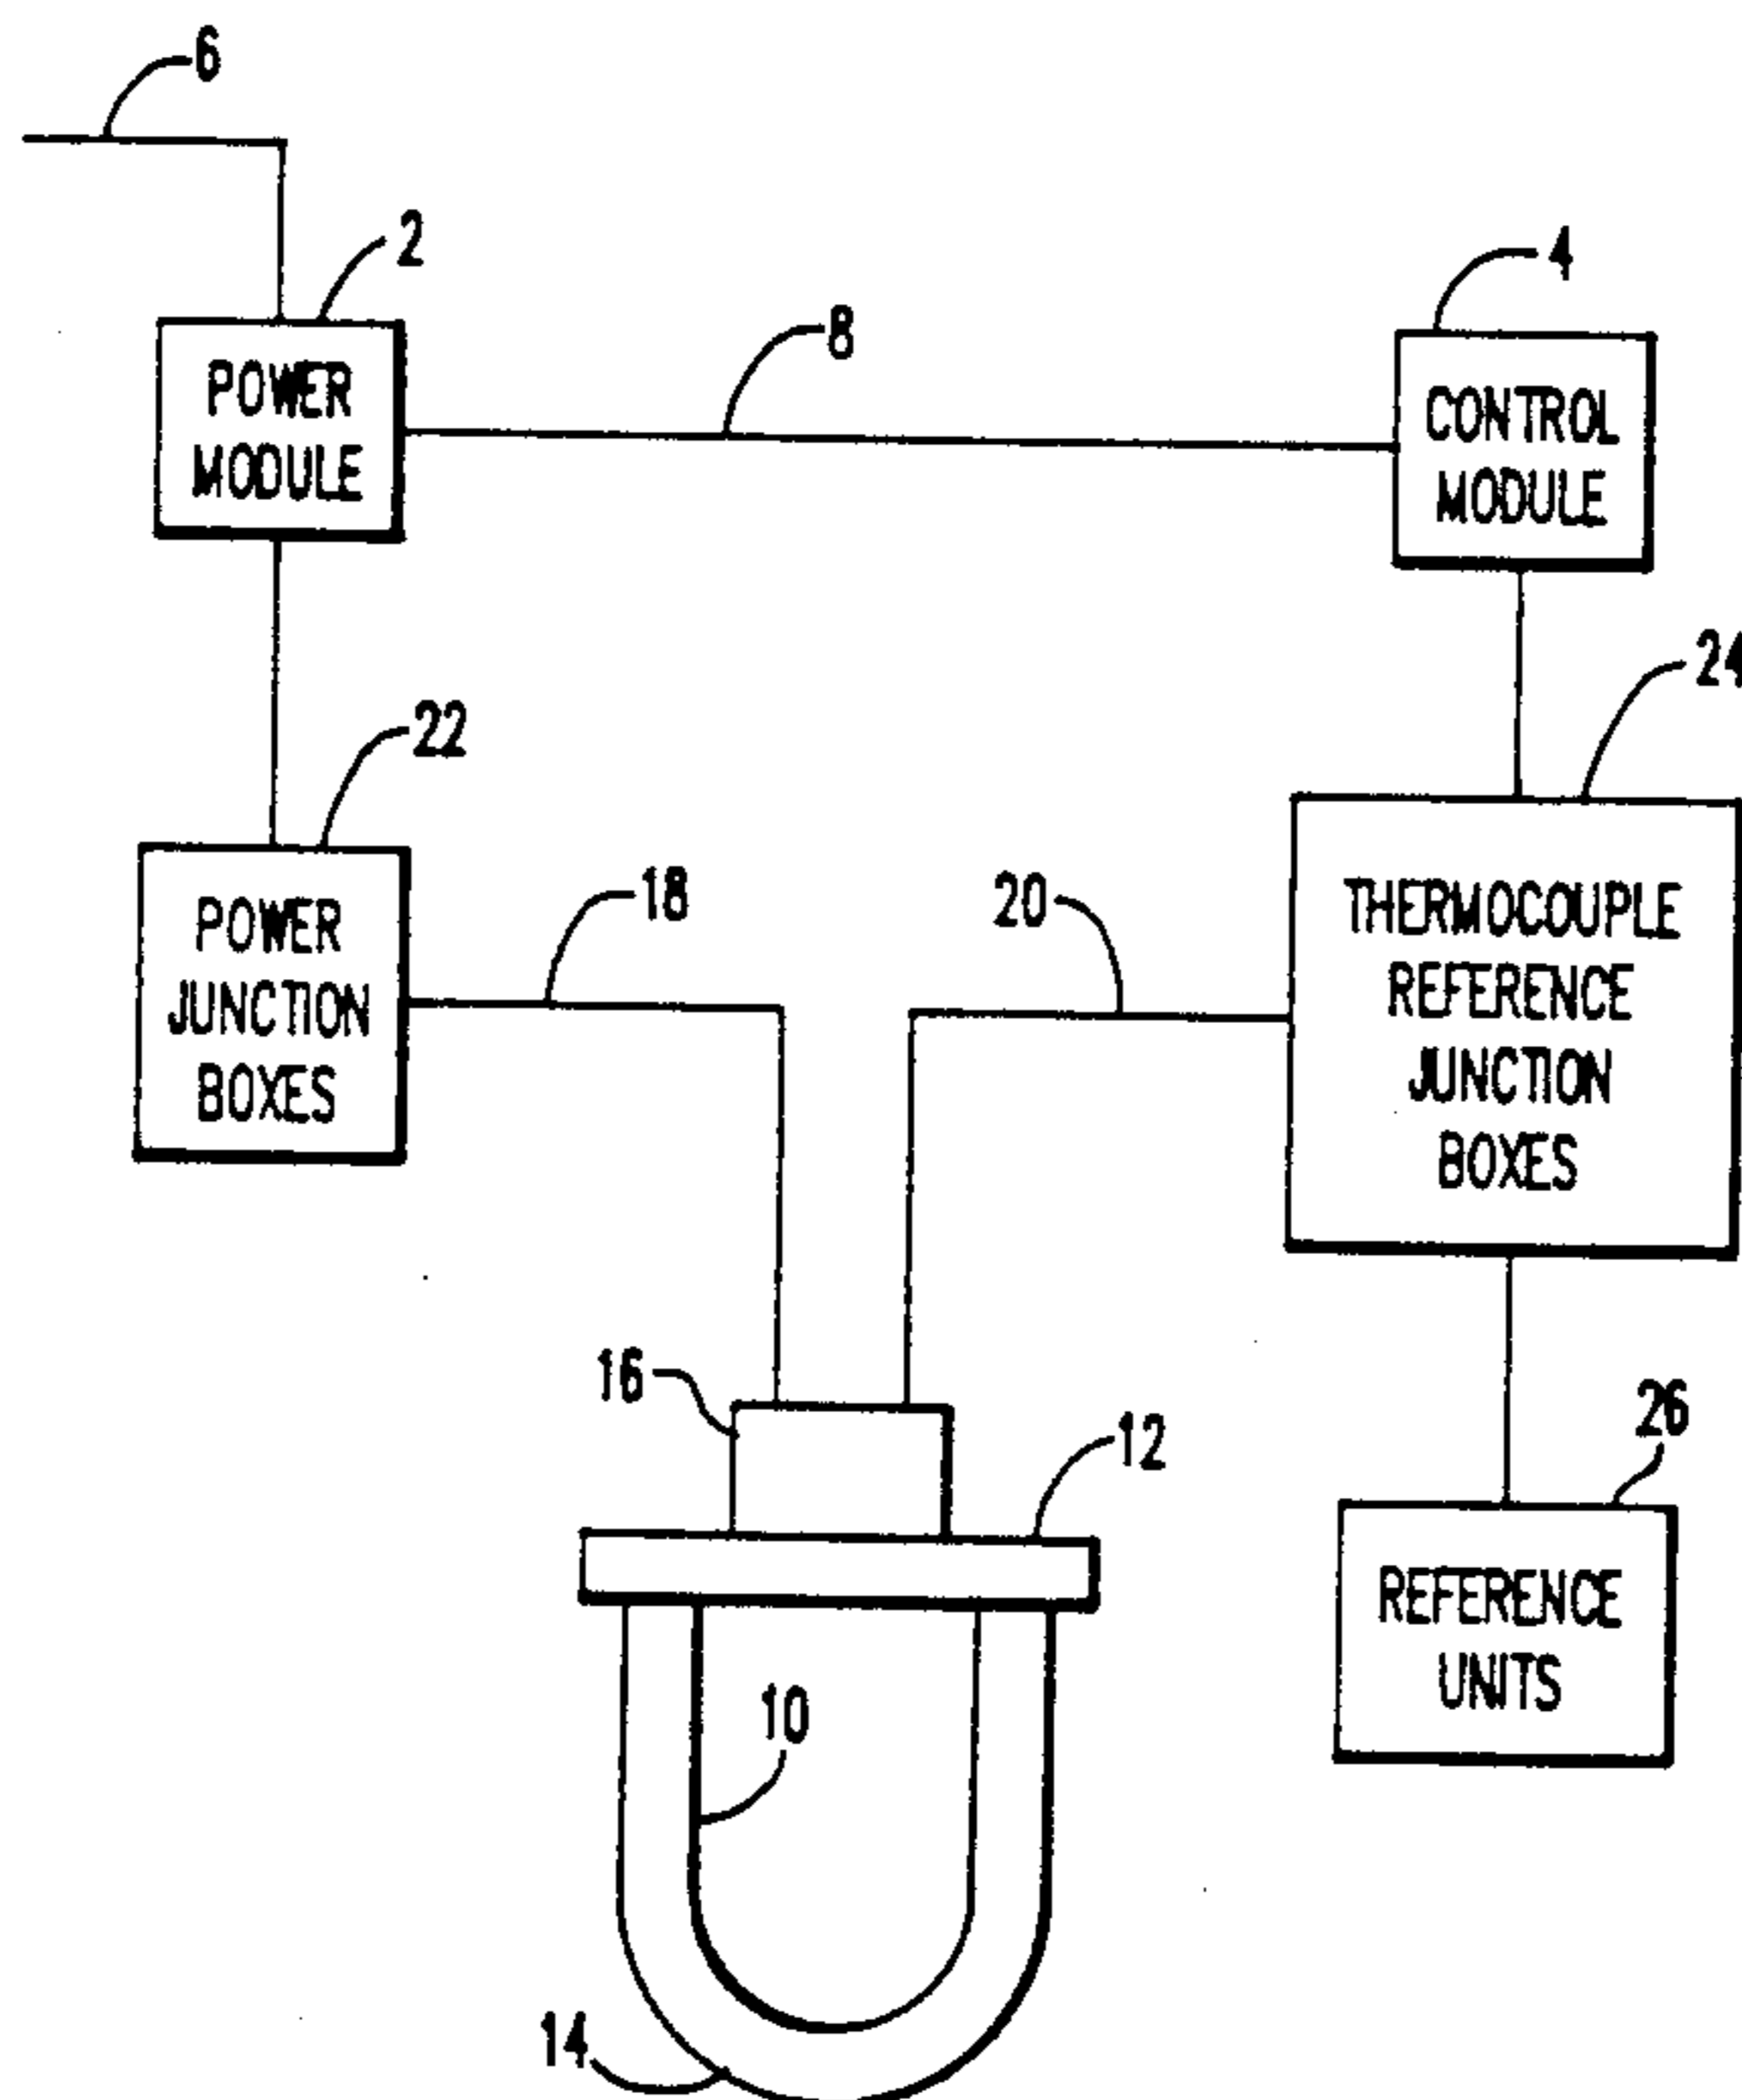 6
2
4
8
POWER
MODULE
CONTROL
MODULE
24
22
18
20
POWER
JUNCTION
BOXES
THERMOCOUPLE
REFERENCE
JUNCTION
BOXES
16
12
26
REFERENCE
UNITS
10
14